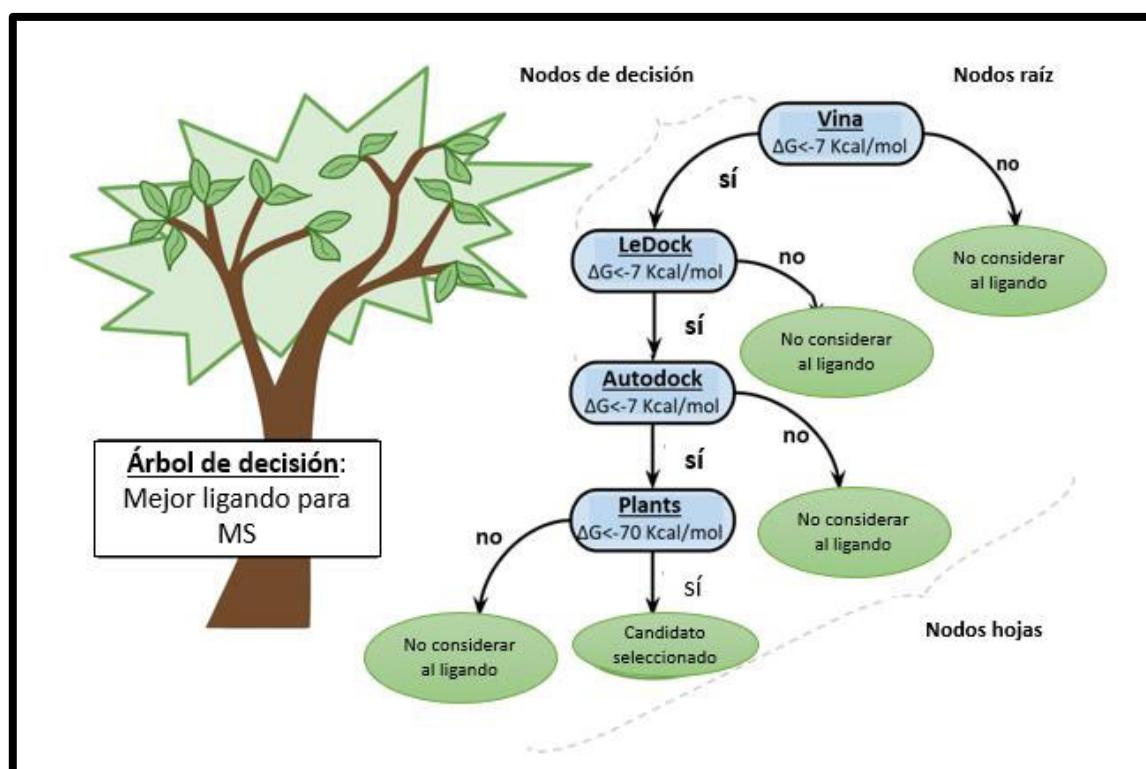 Nodos de decisión
Nodos raíz
Vina
ΔG<-7 Kcal/mol
sí
no
No considerar
al ligando
LeDock
ΔG<-7 Kcal/mol
no
sí
No considerar
al ligando
Autodock
ΔG<-7 Kcal/mol
no
sí
No considerar
al ligando
Árbol de decisión:
Mejor ligando para
MS
Plants
ΔG<-70 Kcal/mol
no
sí
No considerar
al ligando
Candidato
seleccionado
Nodos hojas